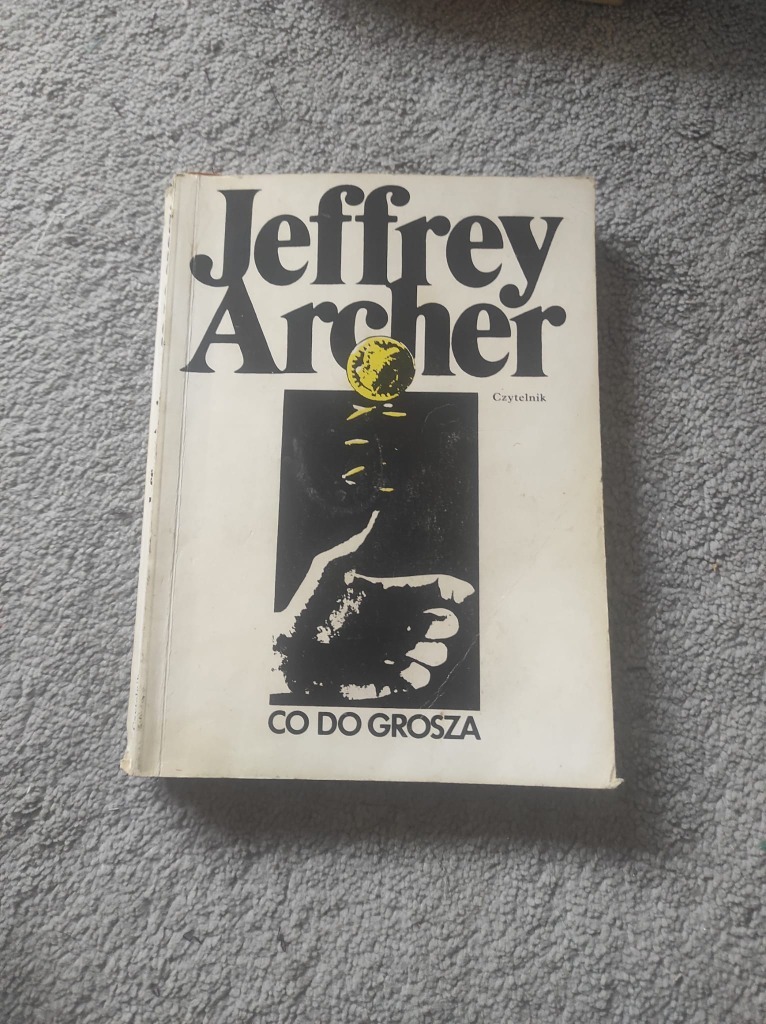 Jeffrey
Archer
Czytelnik
CO DO GROSZA